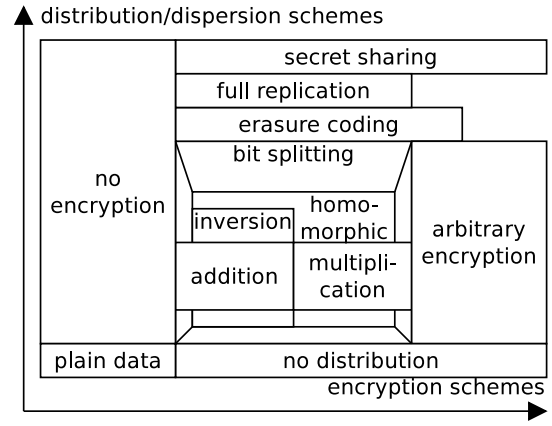 distribution/dispersion schemes
secret sharing
full replication
erasure coding
bit splitting
no
encryption
inversion
homo-
morphic
arbitrary
encryption
addition
multipli-
cation
plain data
no distribution
encryption schemes